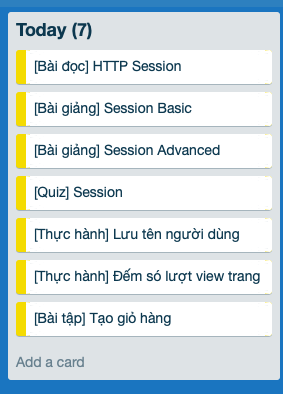 Today (7)
[Bài đọc] HTTP Session
[Bài giảng] Session Basic
[Bài giảng] Session Advanced
[Quiz] Session
[Thực hành] Lưu tên người dùng
[Thực hành] Đếm só lượt view trang
[Bài tập] Tạo giỏ hàng
Add a card